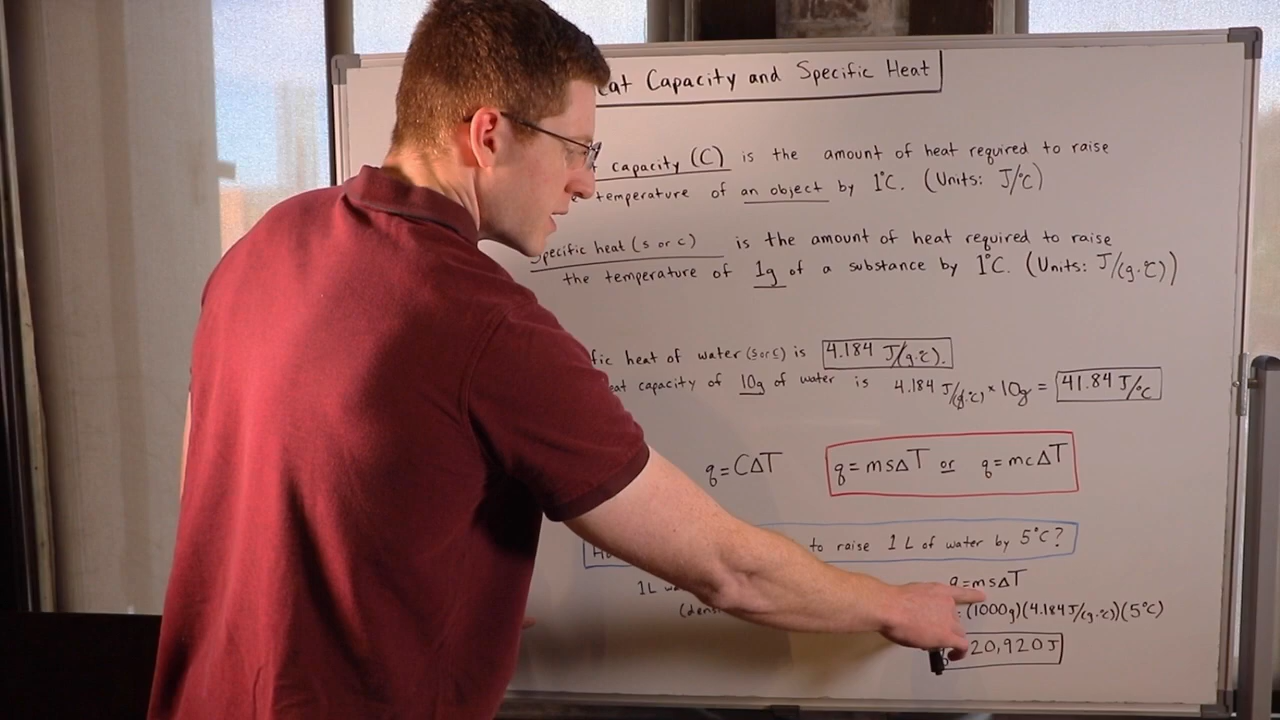 eat Capacity and Specific Heat
capacity (C) is the amount of heat required to raise
temperature of an object by 1°C. (Units: J/°C)
Specific heat (s or c) is the amount of heat required to raise
the temperature of 1g of a substance by 1°C. (Units: J/(g·°C))
fic heat of water (s or c) is 4.184 J/(g·°C).
eat capacity of 10g of water is 4.184 J/(g·°C) × 10g = 41.84 J/°C
q = CΔT q = msΔT or q = mcΔT
to raise 1 L of water by 5°C?
1L q = msΔT
= (1000g)(4.184 J/(g·°C))(5°C)
20,920 J